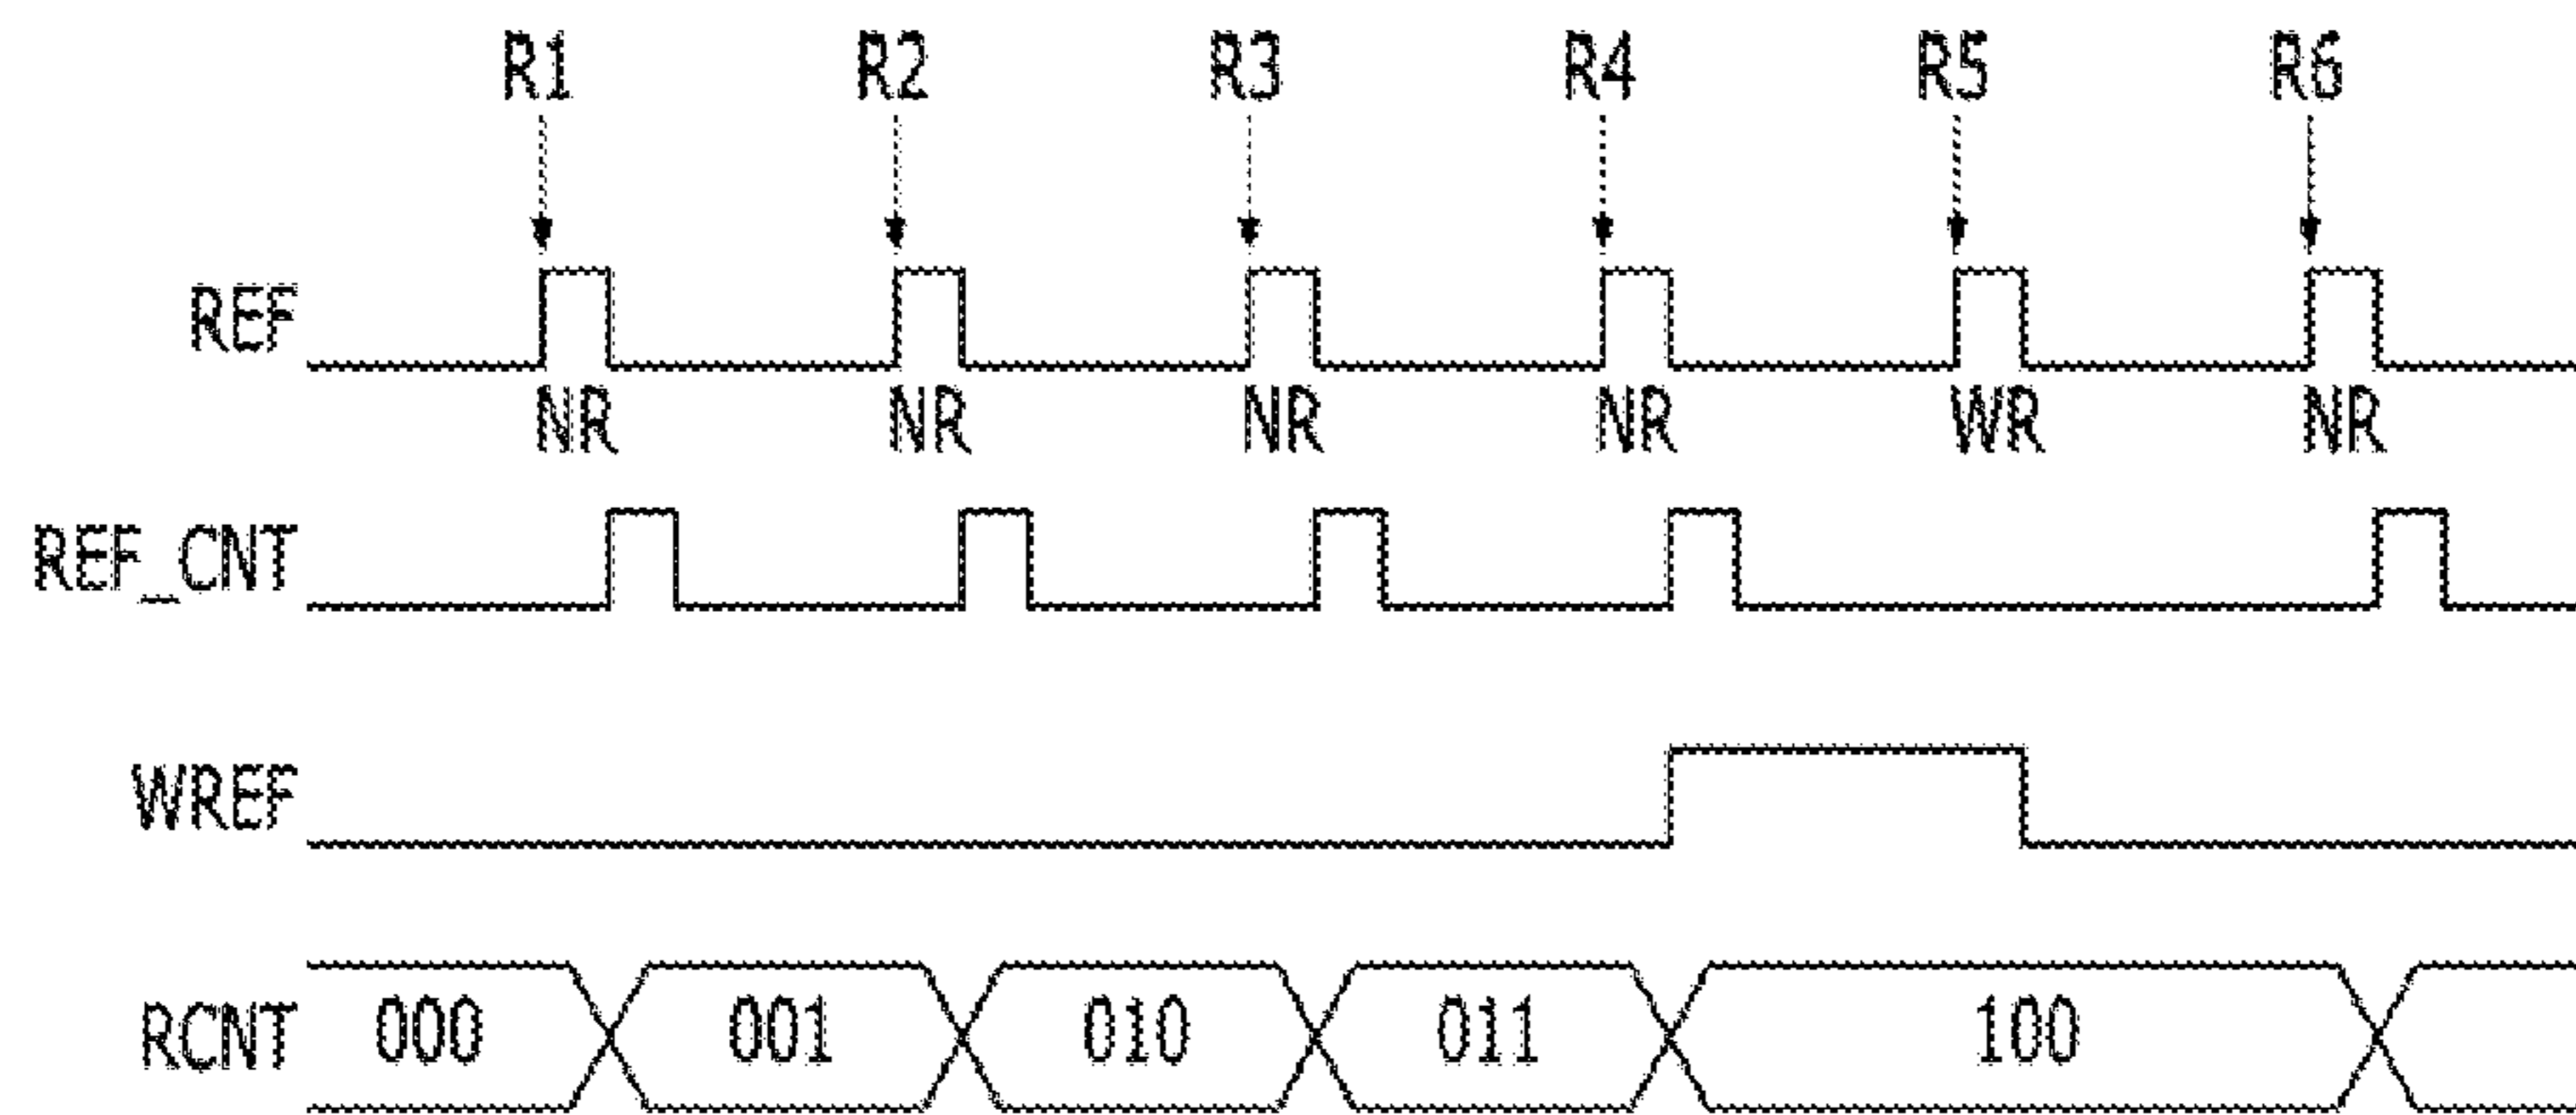 R1 R2 R3 R4 R5 R6
REF
NR NR NR NR WR NR
REF_CNT
WREF
RCNT 000 001 010 011 100